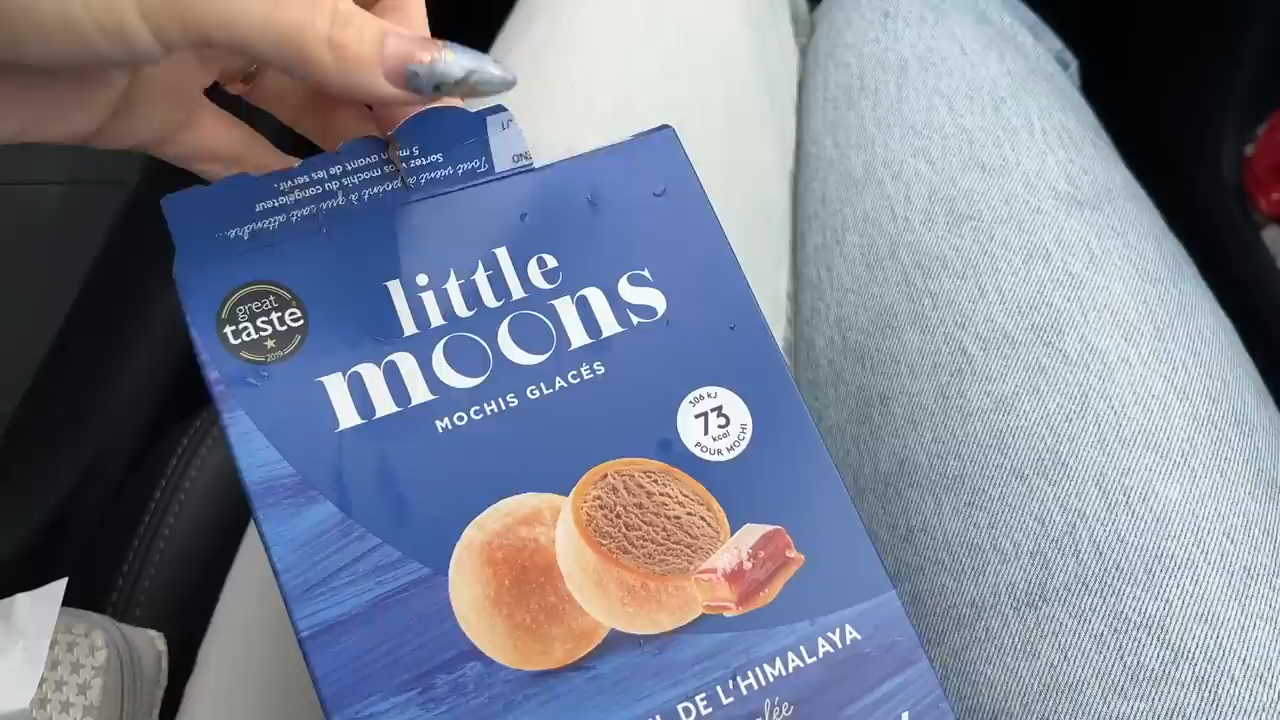 Tout vient à point à qui sait attendre...
Sortez vos mochis du congélateur
5 min avant de les servir.
great
taste
2019
little
moons
MOCHIS GLACÉS
306 KJ
73
kcal
POUR MOCHI
DE L'HIMALAYA